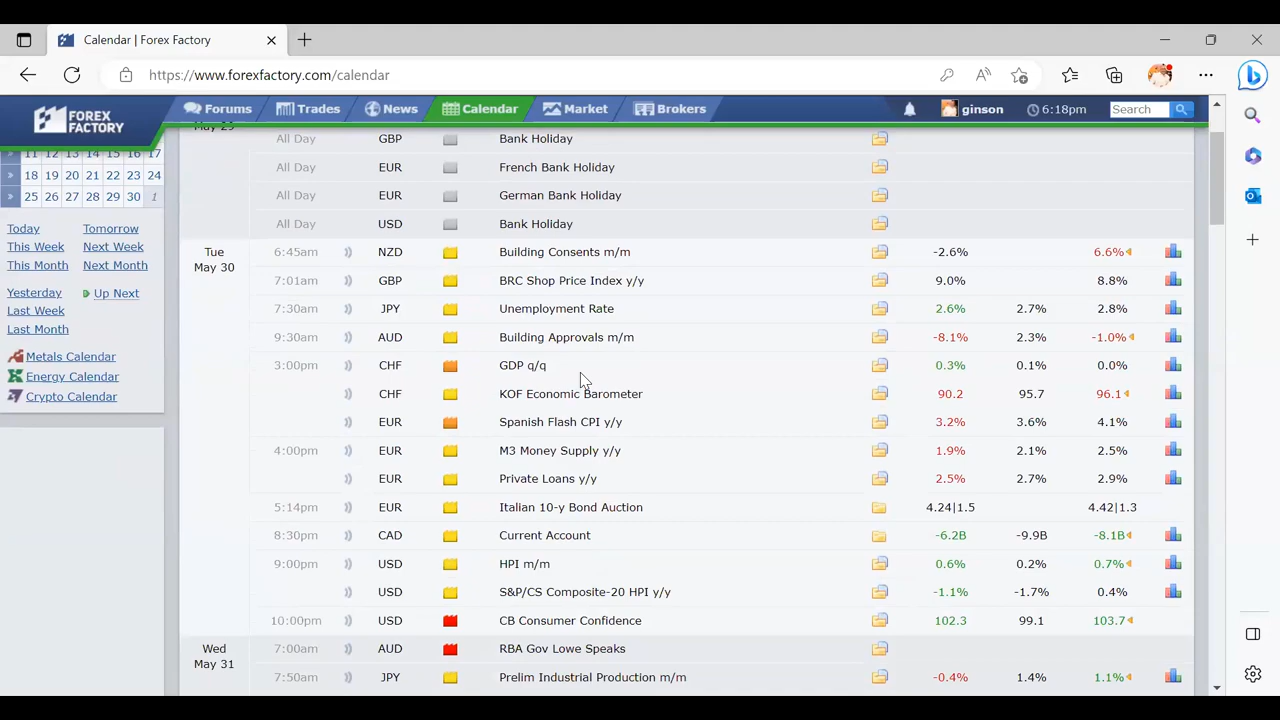 Calendar | Forex Factory
https://www.forexfactory.com/calendar
FOREX FACTORY
Forums Trades News Calendar Market Brokers ginson 6:18pm Search
» 11 12 13 14 15 16 17
» 18 19 20 21 22 23 24
» 25 26 27 28 29 30 1
Today Tomorrow
This Week Next Week
This Month Next Month
Yesterday Up Next
Last Week
Last Month
Metals Calendar
Energy Calendar
Crypto Calendar
May 29
All Day GBP Bank Holiday
All Day EUR French Bank Holiday
All Day EUR German Bank Holiday
All Day USD Bank Holiday
Tue May 30 6:45am NZD Building Consents m/m -2.6% 6.6%
7:01am GBP BRC Shop Price Index y/y 9.0% 8.8%
7:30am JPY Unemployment Rate 2.6% 2.7% 2.8%
9:30am AUD Building Approvals m/m -8.1% 2.3% -1.0%
3:00pm CHF GDP q/q 0.3% 0.1% 0.0%
CHF KOF Economic Barometer 90.2 95.7 96.1
EUR Spanish Flash CPI y/y 3.2% 3.6% 4.1%
4:00pm EUR M3 Money Supply y/y 1.9% 2.1% 2.5%
EUR Private Loans y/y 2.5% 2.7% 2.9%
5:14pm EUR Italian 10-y Bond Auction 4.24|1.5 4.42|1.3
8:30pm CAD Current Account -6.2B -9.9B -8.1B
9:00pm USD HPI m/m 0.6% 0.2% 0.7%
USD S&P/CS Composite-20 HPI y/y -1.1% -1.7% 0.4%
10:00pm USD CB Consumer Confidence 102.3 99.1 103.7
Wed May 31 7:00am AUD RBA Gov Lowe Speaks
7:50am JPY Prelim Industrial Production m/m -0.4% 1.4% 1.1%